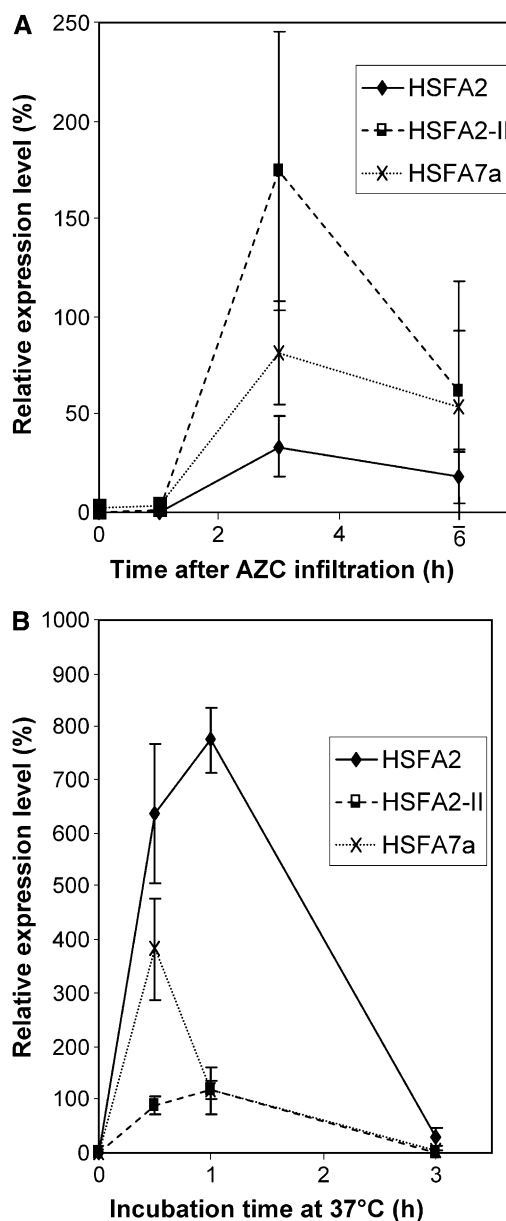 A
250
200
150
100
50
0
0
2
4
6
Relative expression level (%)
Time after AZC infiltration (h)
HSFA2
HSFA2-II
HSFA7a
B
1000
900
800
700
600
500
400
300
200
100
0
0
1
2
3
Relative expression level (%)
Incubation time at 37°C (h)
HSFA2
HSFA2-II
HSFA7a